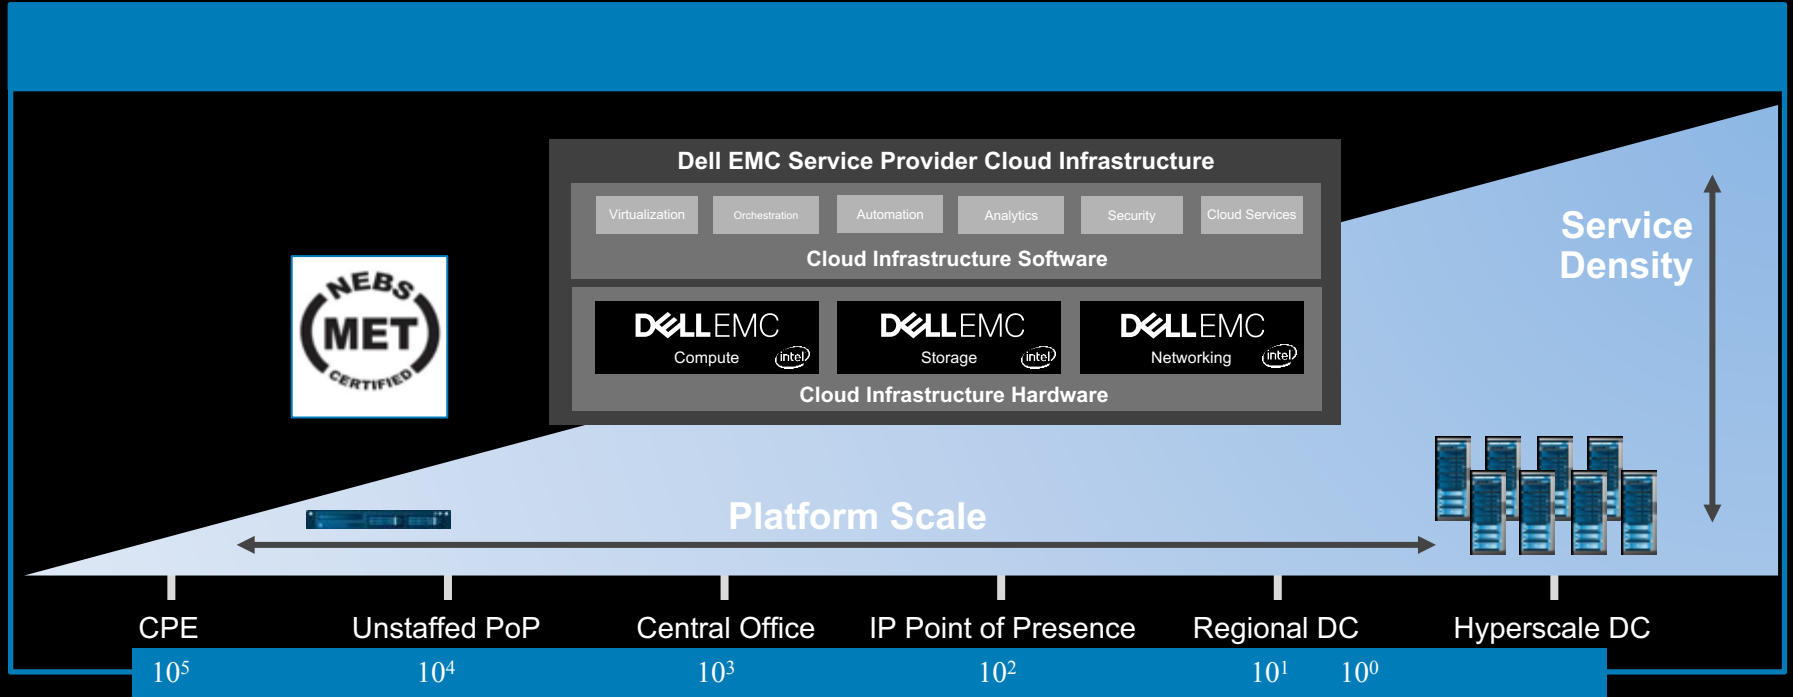 Dell EMC Service Provider Cloud Infrastructure
Virtualization
Orchestration
Automation
Analytics
Security
Cloud Services
Cloud Infrastructure Software
Service
Density
NEBS
MET
CERTIFIED
DELLEMC
Compute
intel
DELLEMC
Storage
intel
DELLEMC
Networking
intel
Cloud Infrastructure Hardware
Platform Scale
CPE
Unstaffed PoP
Central Office
IP Point of Presence
Regional DC
Hyperscale DC
10⁵
10⁴
10³
10²
10¹
10⁰